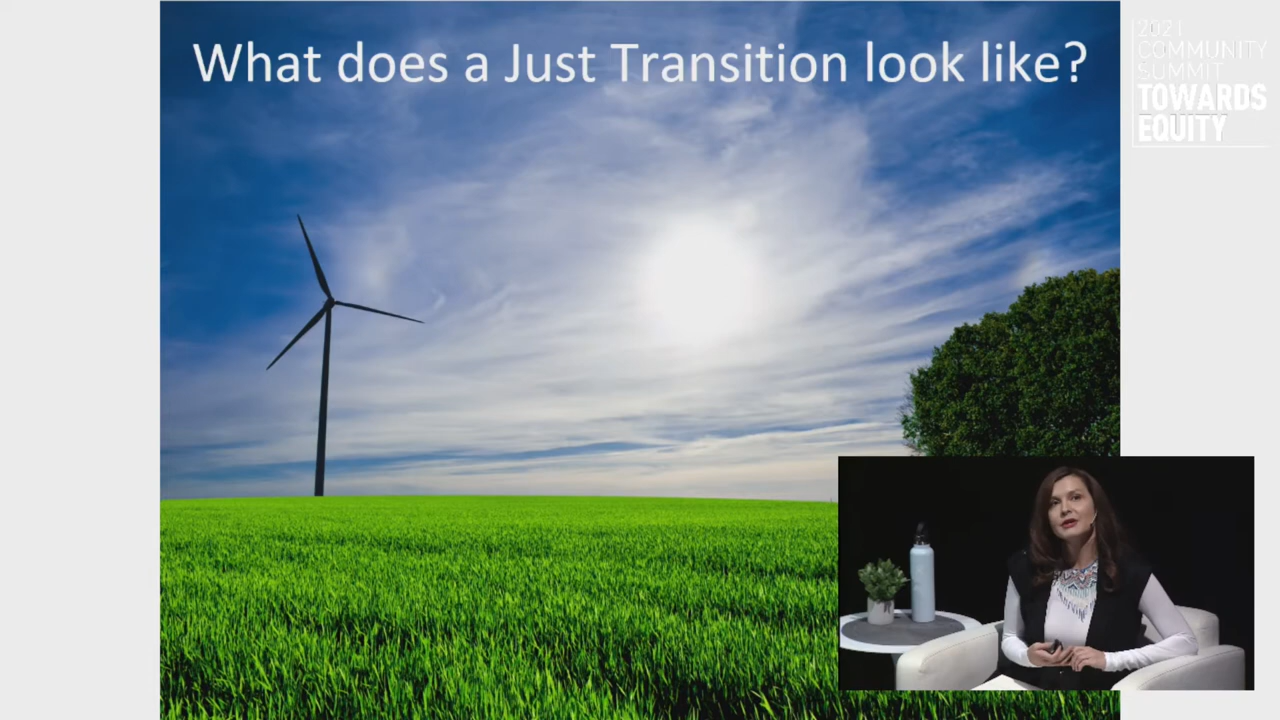 What does a Just Transition look like?
2021
COMMUNITY
SUMMIT
TOWARDS
EQUITY